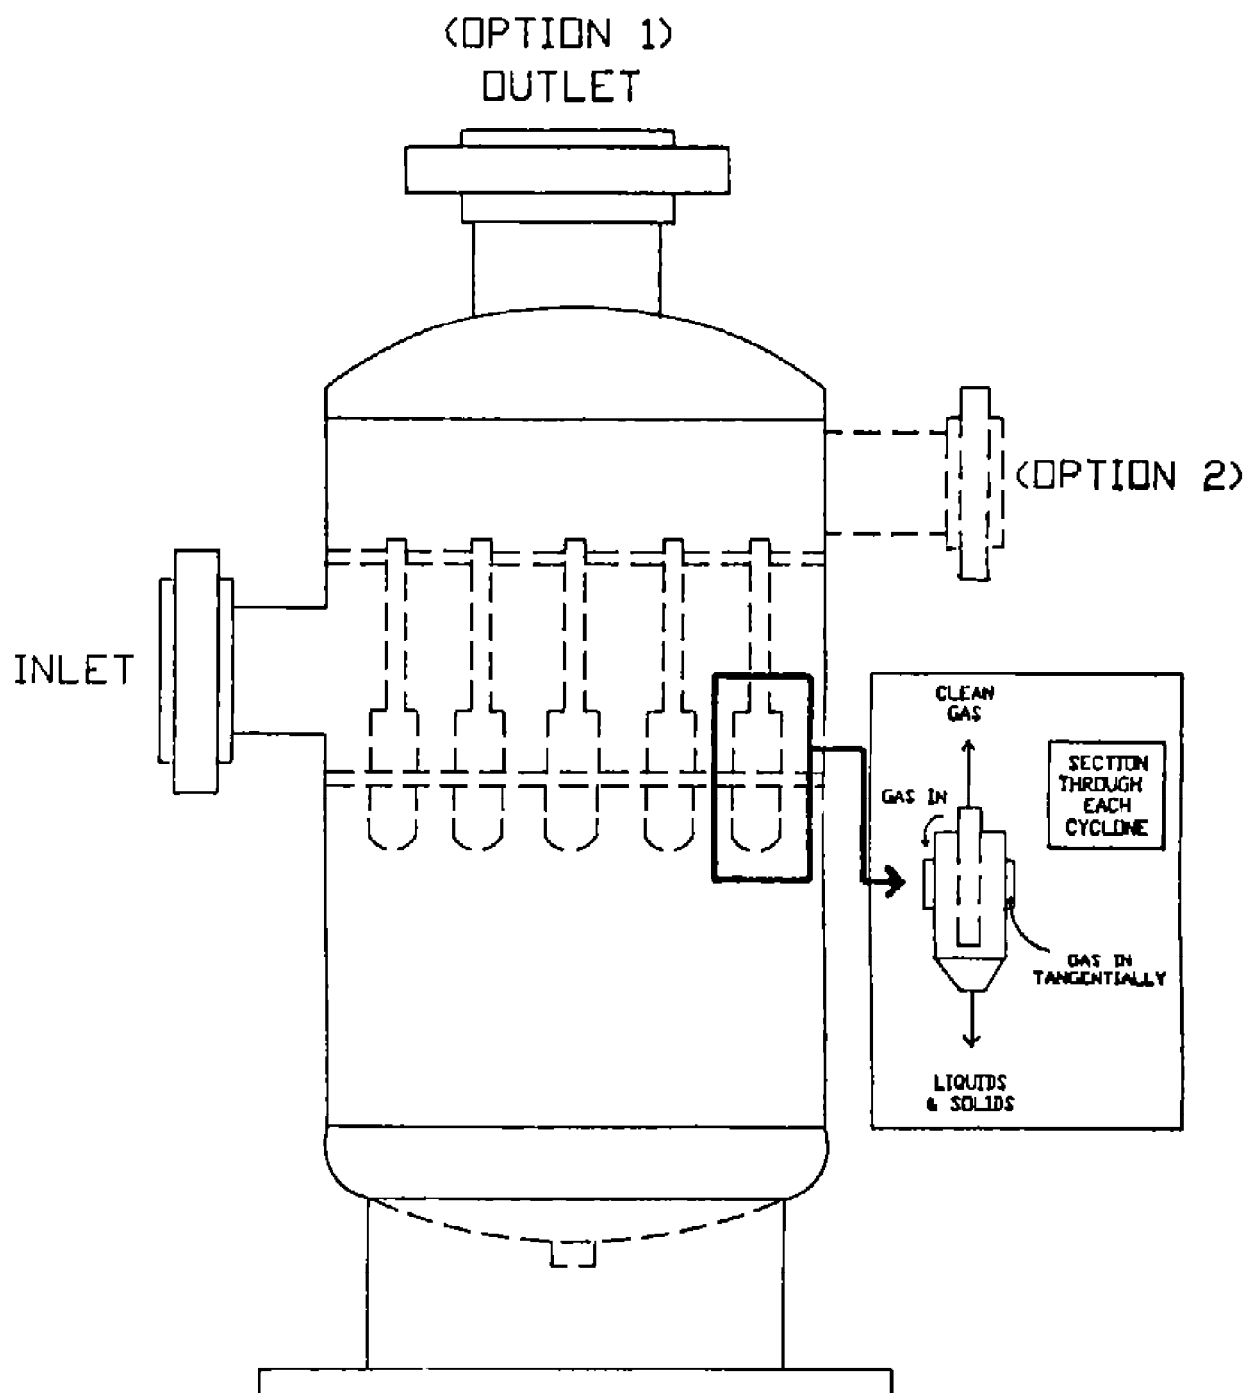 (OPTION 1)
OUTLET
(OPTION 2)
INLET
CLEAN
GAS
SECTION
THROUGH
EACH
CYCLONE
GAS IN
GAS IN
TANGENTIALLY
LIQUIDS
& SOLIDS